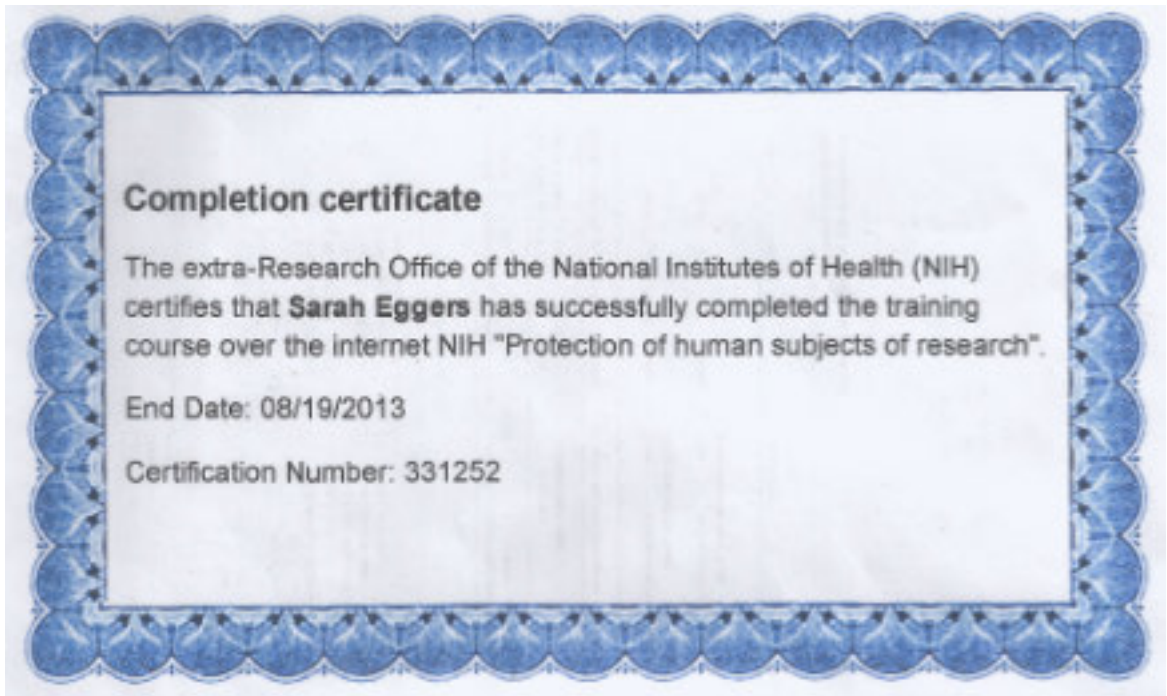 Completion certificate
The extra-Research Office of the National Institutes of Health (NIH)
certifies that Sarah Eggers has successfully completed the training
course over the internet NIH "Protection of human subjects of research".
End Date: 08/19/2013
Certification Number: 331252